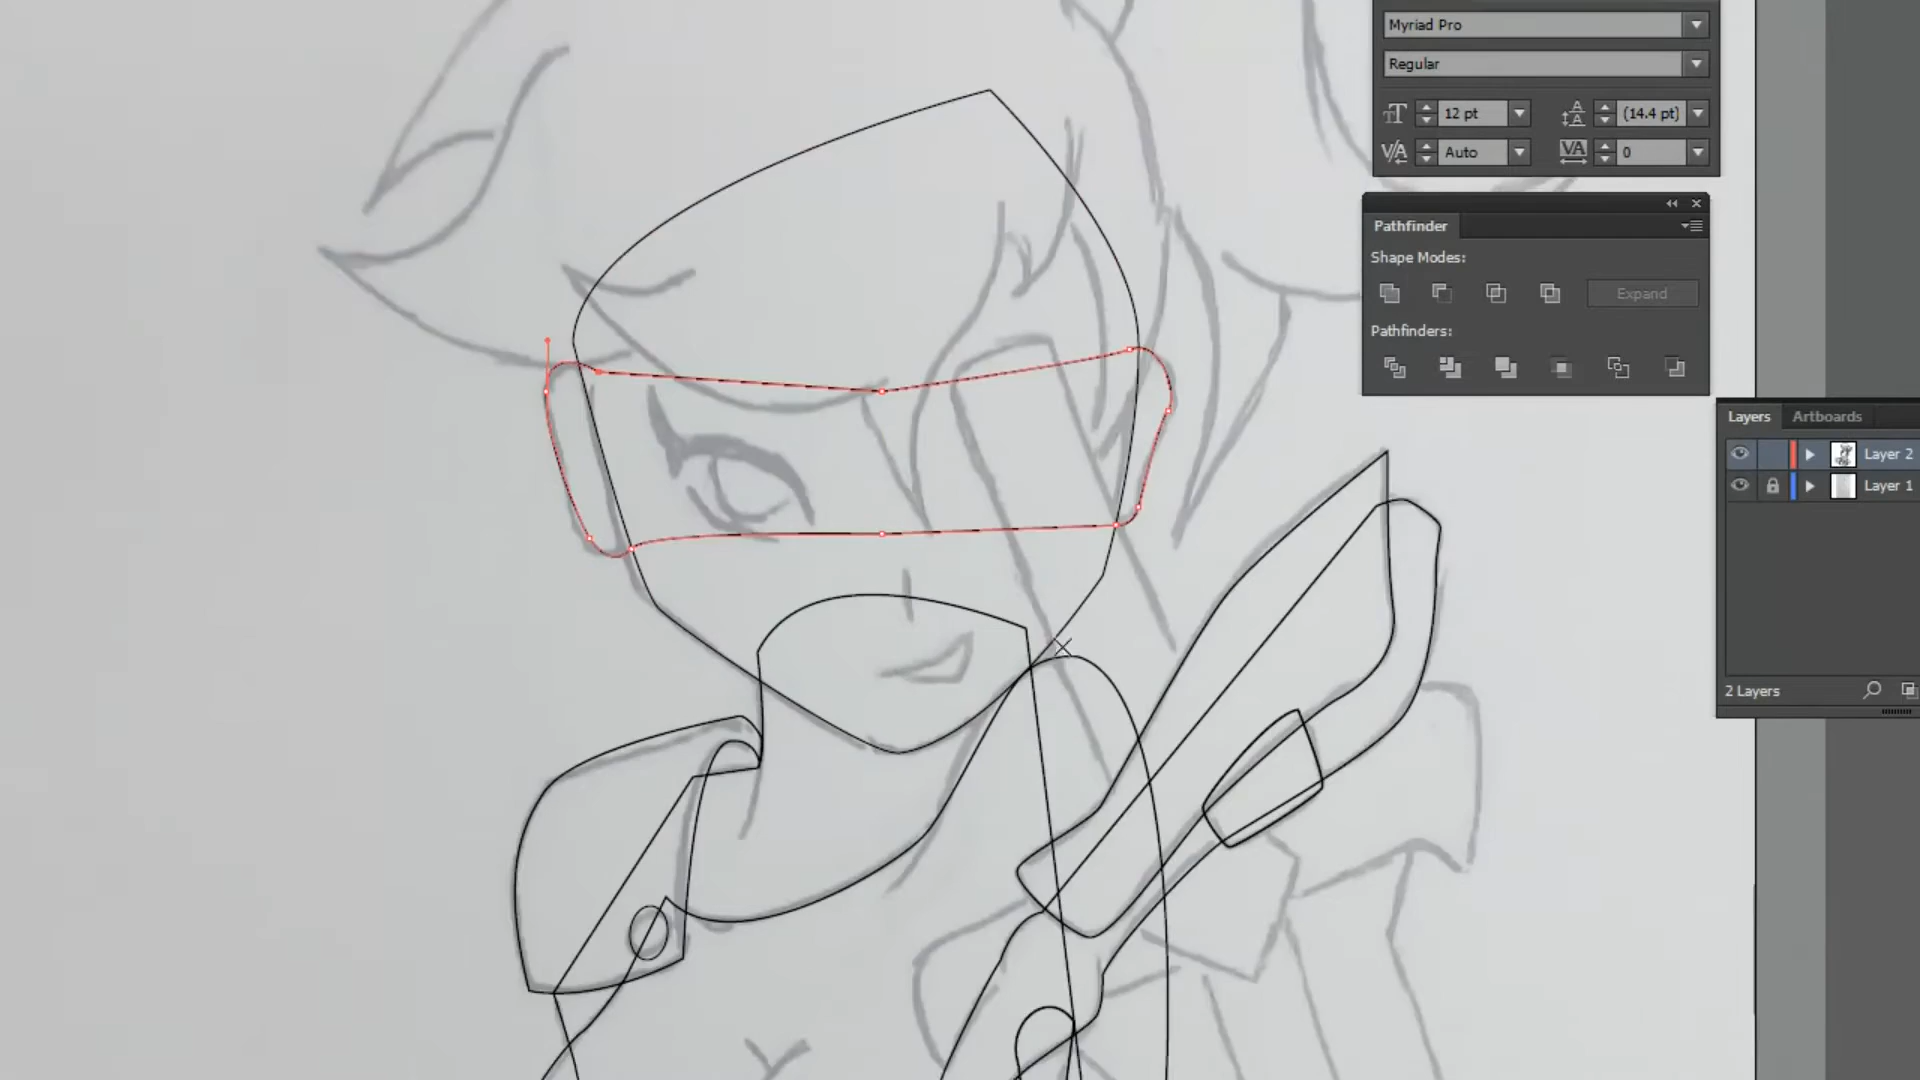 Myriad Pro
Regular
12 pt
(14.4 pt)
Auto
0
Pathfinder
Shape Modes:
Expand
Pathfinders:
Layers
Artboards
Layer 2
Layer 1
2 Layers